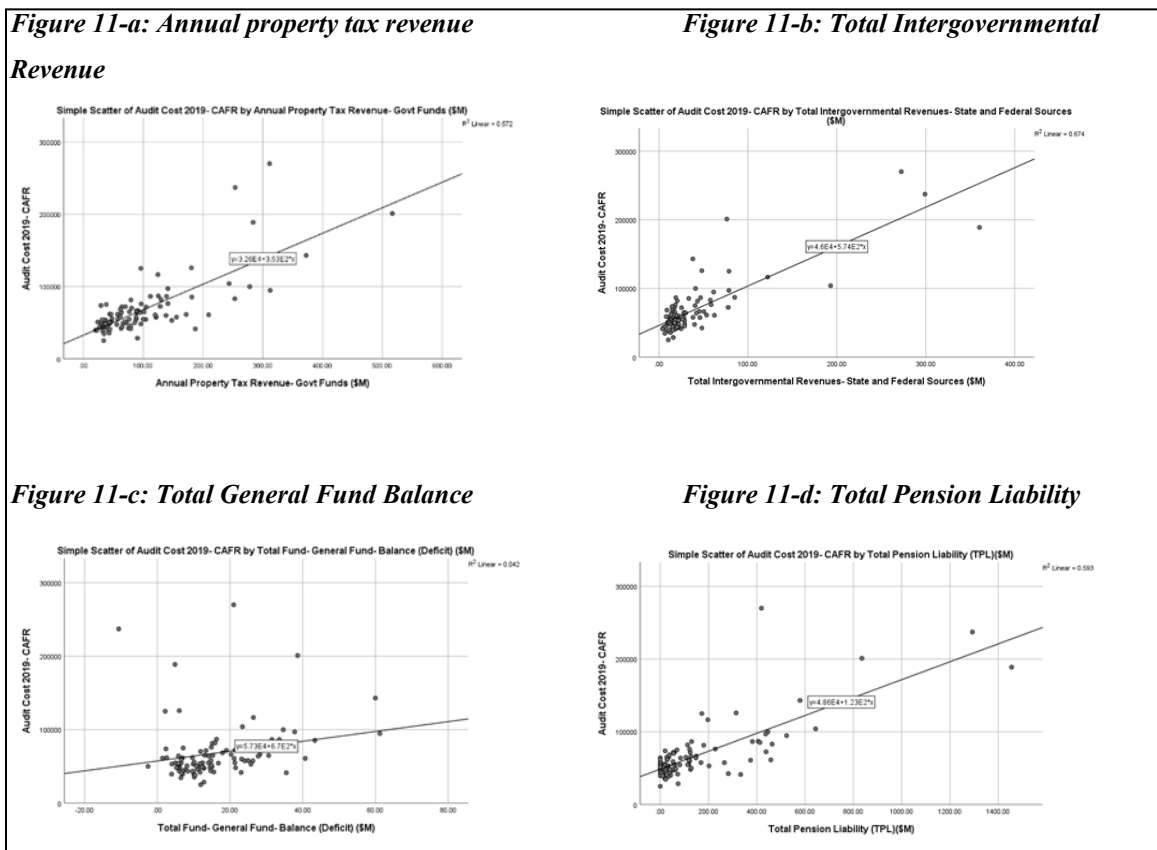 Figure 11-a: Annual property tax revenue Figure 11-b: Total Intergovernmental
Revenue
Simple Scatter of Audit Cost 2019- CAFR by Annual Property Tax Revenue- Govt Funds ($M)
R² Linear = 0.572
300000
200000
100000
0
Audit Cost 2019- CAFR
y=3.26E4+3.53E2*x
.00 100.00 200.00 300.00 400.00 500.00 600.00
Annual Property Tax Revenue- Govt Funds ($M)
Simple Scatter of Audit Cost 2019- CAFR by Total Intergovernmental Revenues- State and Federal Sources
($M)
R² Linear = 0.674
300000
200000
100000
0
Audit Cost 2019- CAFR
y=4.6E4+5.74E2*x
.00 100.00 200.00 300.00 400.00
Total Intergovernmental Revenues- State and Federal Sources ($M)
Figure 11-c: Total General Fund Balance Figure 11-d: Total Pension Liability
Simple Scatter of Audit Cost 2019- CAFR by Total Fund- General Fund- Balance (Deficit) ($M)
R² Linear = 0.042
300000
200000
100000
0
Audit Cost 2019- CAFR
y=5.73E4+6.7E2*x
-20.00 .00 20.00 40.00 60.00
Total Fund- General Fund- Balance (Deficit) ($M)
Simple Scatter of Audit Cost 2019- CAFR by Total Pension Liability (TPL)($M)
R² Linear = 0.593
300000
200000
100000
0
Audit Cost 2019- CAFR
y=4.86E4+1.23E2*x
.00 200.00 400.00 600.00 800.00 1000.00 1200.00 1400.00
Total Pension Liability (TPL)($M)